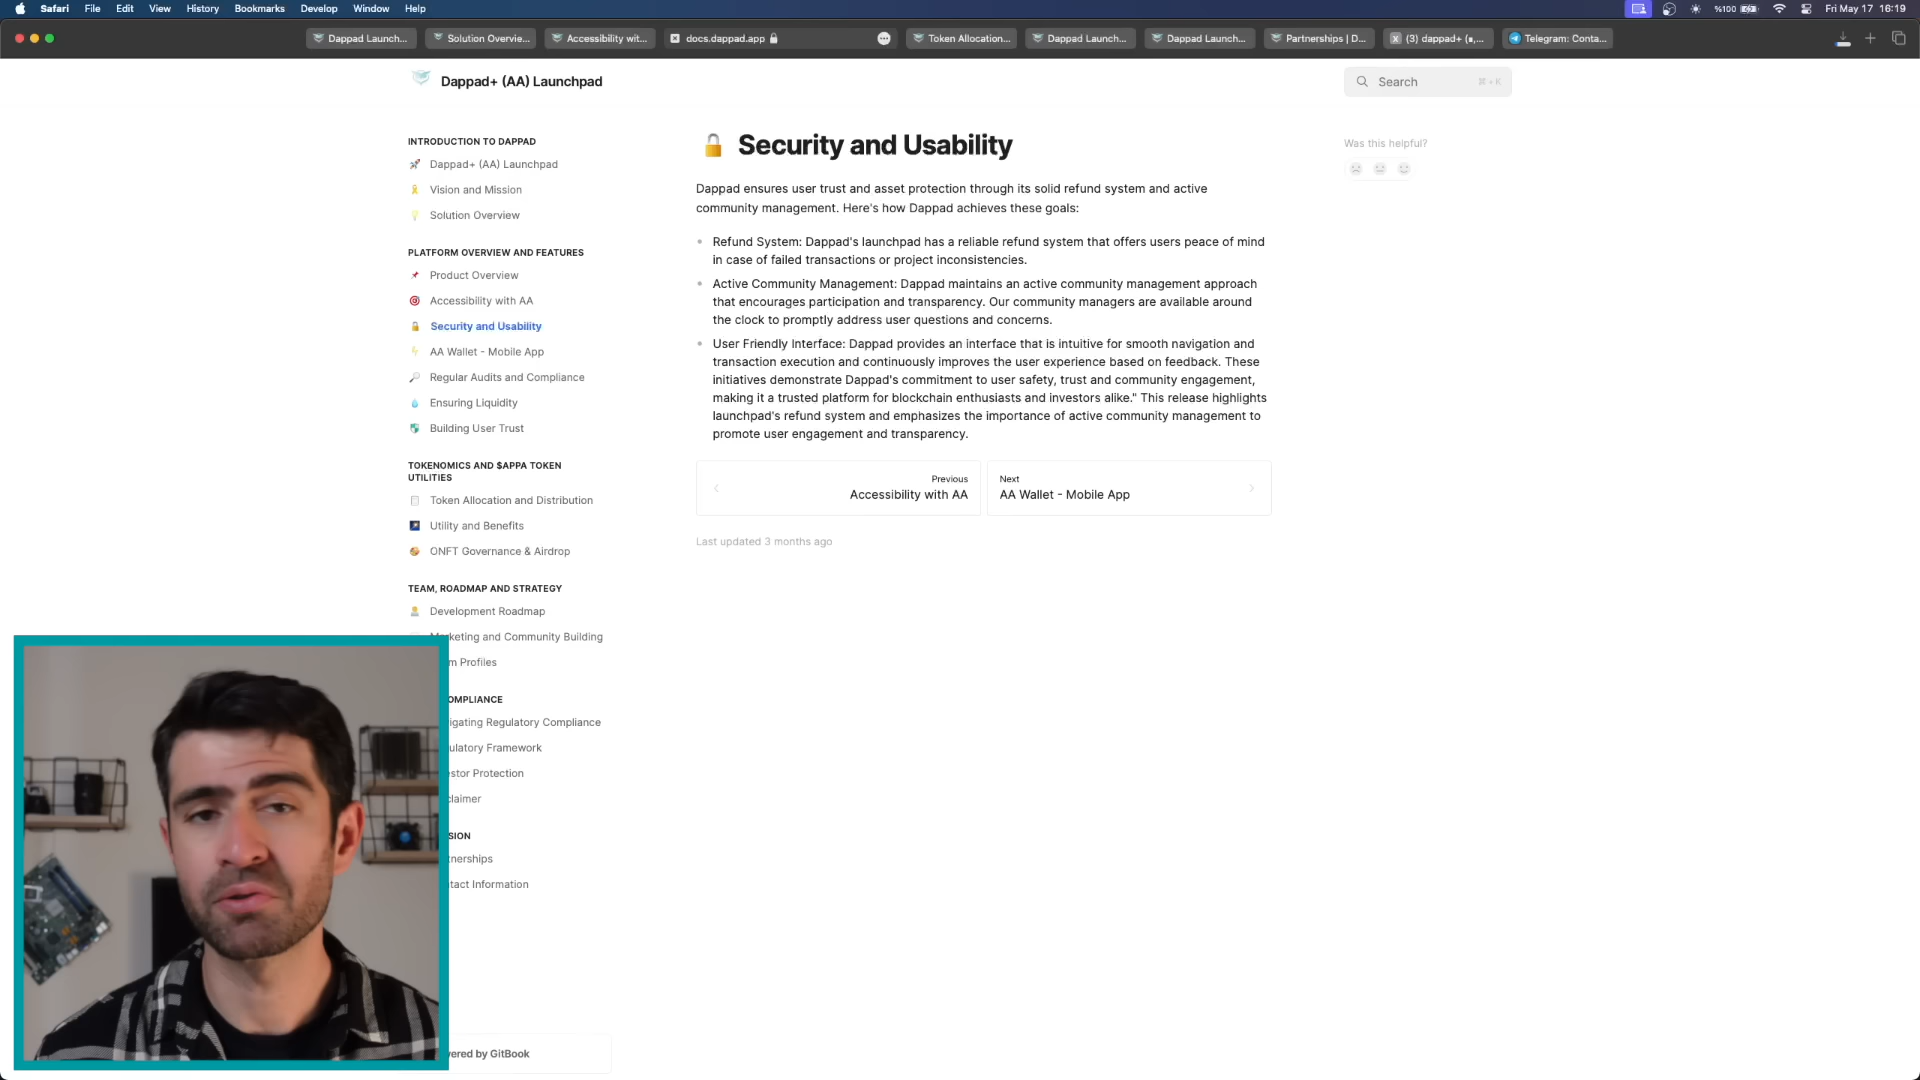 Safari File Edit View History Bookmarks Develop Window Help
%100 Fri May 17 16:19
Dappad Launch... Solution Overvie... Accessibility wit... docs.dappad.app Token Allocation... Dappad Launch... Dappad Launch... Partnerships | D... (3) dappad+ Telegram: Conta...
Dappad+ (AA) Launchpad
Search ⌘ + K
INTRODUCTION TO DAPPAD
Dappad+ (AA) Launchpad
Vision and Mission
Solution Overview
PLATFORM OVERVIEW AND FEATURES
Product Overview
Accessibility with AA
Security and Usability
AA Wallet - Mobile App
Regular Audits and Compliance
Ensuring Liquidity
Building User Trust
TOKENOMICS AND $APPA TOKEN
UTILITIES
Token Allocation and Distribution
Utility and Benefits
ONFT Governance & Airdrop
TEAM, ROADMAP AND STRATEGY
Development Roadmap
keting and Community Building
m Profiles
OMPLIANCE
igating Regulatory Compliance
ulatory Framework
estor Protection
claimer
SION
tnerships
tact Information
ered by GitBook
Security and Usability
Dappad ensures user trust and asset protection through its solid refund system and active
community management. Here's how Dappad achieves these goals:
Refund System: Dappad's launchpad has a reliable refund system that offers users peace of mind
in case of failed transactions or project inconsistencies.
Active Community Management: Dappad maintains an active community management approach
that encourages participation and transparency. Our community managers are available around
the clock to promptly address user questions and concerns.
User Friendly Interface: Dappad provides an interface that is intuitive for smooth navigation and
transaction execution and continuously improves the user experience based on feedback. These
initiatives demonstrate Dappad's commitment to user safety, trust and community engagement,
making it a trusted platform for blockchain enthusiasts and investors alike." This release highlights
launchpad's refund system and emphasizes the importance of active community management to
promote user engagement and transparency.
Previous
Accessibility with AA
Next
AA Wallet - Mobile App
Last updated 3 months ago
Was this helpful?